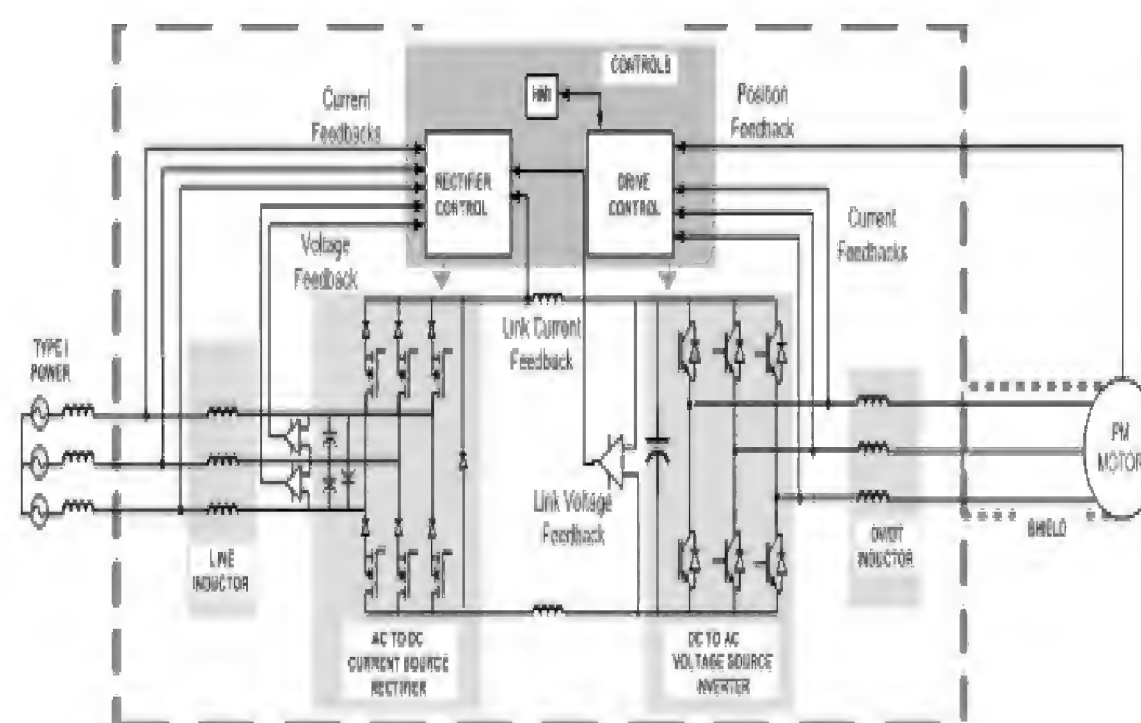 CONTROLS
HMI
Current
Feedbacks
Position
Feedback
RECTIFIER
CONTROL
DRIVE
CONTROL
Voltage
Feedback
Current
Feedbacks
TYPE I
POWER
Link Current
Feedback
PM
MOTOR
Link Voltage
Feedback
LINE
INDUCTOR
DV/DT
INDUCTOR
SHIELD
AC TO DC
CURRENT SOURCE
RECTIFIER
DC TO AC
VOLTAGE SOURCE
INVERTER